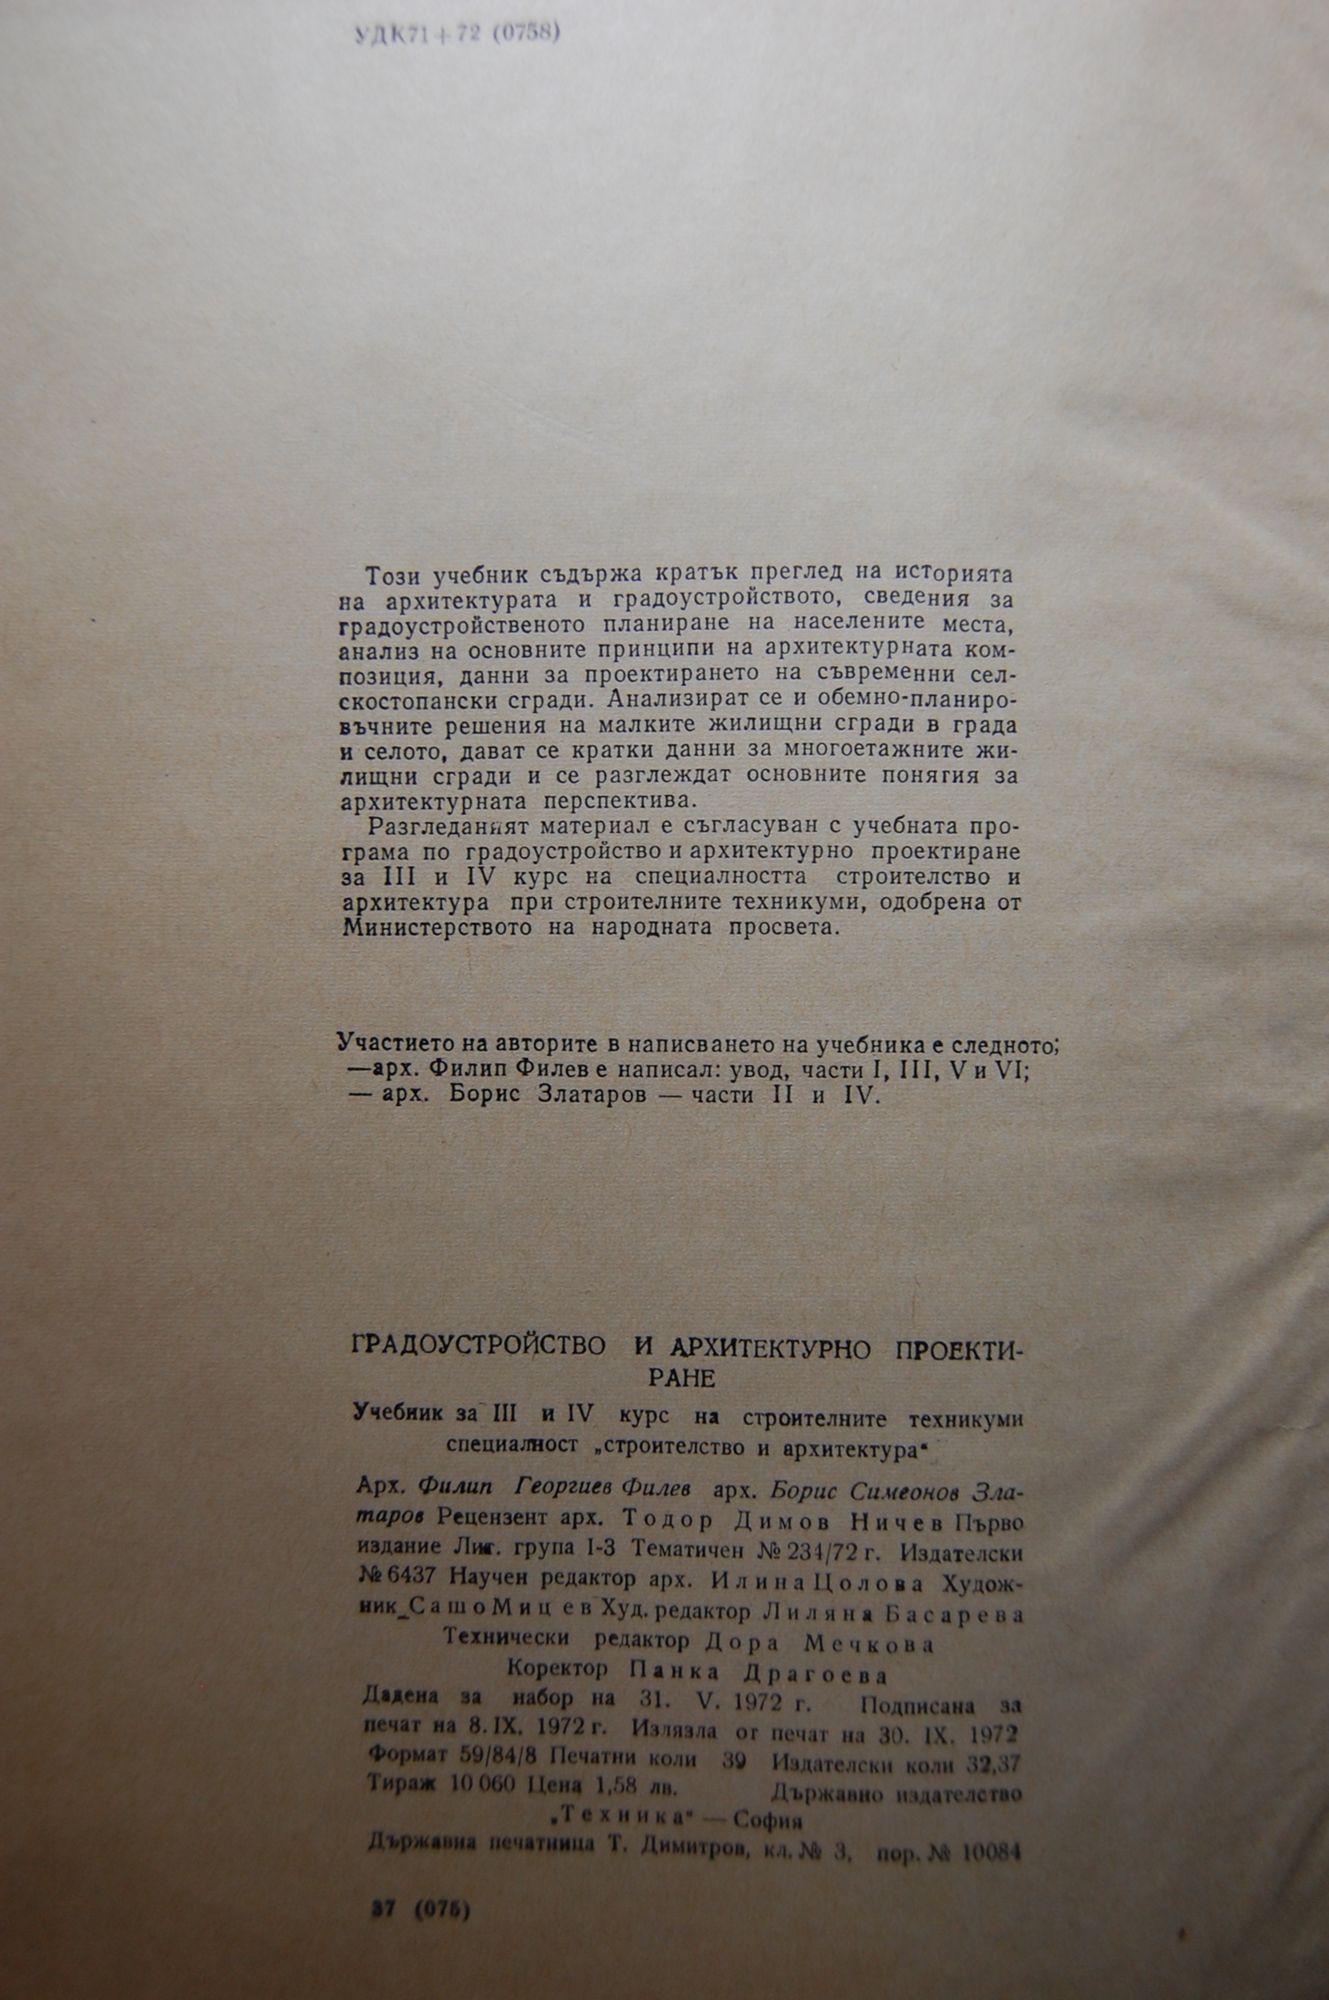 УДК71+72 (0758)
Този учебник съдържа кратък преглед на историята
на архитектурата и градоустройството, сведения за
градоустройственото планиране на населените места,
анализ на основните принципи на архитектурната ком-
позиция, данни за проектирането на съвременни сел-
скостопански сгради. Анализират се и обемно-планиро-
въчните решения на малките жилищни сгради в града
и селото, дават се кратки данни за многоетажните жи-
лищни сгради и се разглеждат основните понятия за
архитектурната перспектива.
Разгледаният материал е съгласуван с учебната про-
грама по градоустройство и архитектурно проектиране
за III и IV курс на специалността строителство и
архитектура при строителните техникуми, одобрена от
Министерството на народната просвета.
Участието на авторите в написването на учебника е следното;
—арх. Филип Филев е написал: увод, части I, III, V и VI;
— арх. Борис Златаров — части II и IV.
ГРАДОУСТРОЙСТВО И АРХИТЕКТУРНО ПРОЕКТИ-
РАНЕ
Учебник за III и IV курс на строителните техникуми
специалност „строителство и архитектура“
Арх. Филип Георгиев Филев арх. Борис Симеонов Зла-
таров Рецензент арх. Тодор Димов Ничев Първо
издание Лит. група I-3 Тематичен № 234/72 г. Издателски
№ 6437 Научен редактор арх. Илина Цолова Худож-
ник Сашо Мицев Худ. редактор Лиляна Басарева
Технически редактор Дора Мечкова
Коректор Панка Драгоева
Дадена за набор на 31. V. 1972 г. Подписана за
печат на 8. IX. 1972 г. Излязла от печат на 30. IX. 1972
Формат 59/84/8 Печатни коли 39 Издателски коли 32,37
Тираж 10 060 Цена 1,58 лв. Държавно издателство
„Техника“ — София
Държавна печатница Т. Димитров, кл. № 3, пор. № 10084
37 (075)